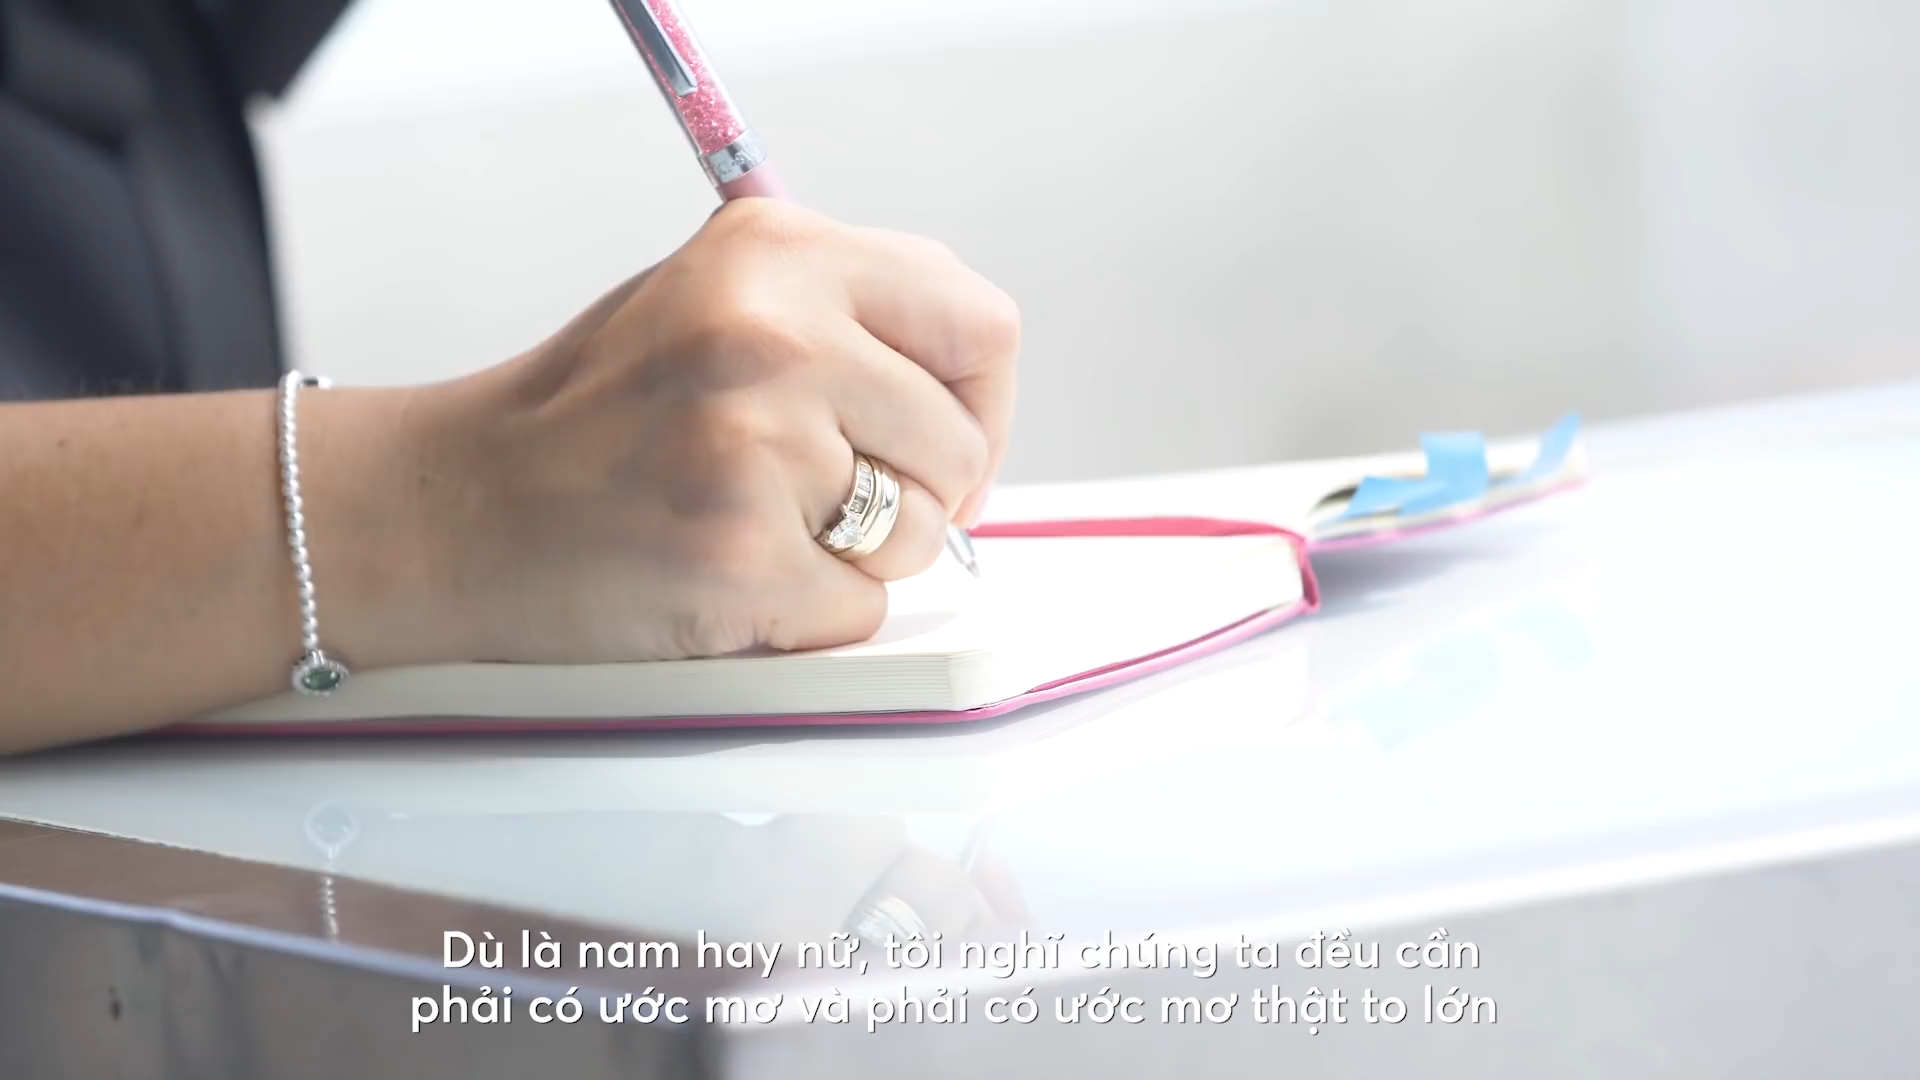 Dù là nam hay nữ, tôi nghĩ chúng ta đều cần
phải có ước mơ và phải có ước mơ thật to lớn